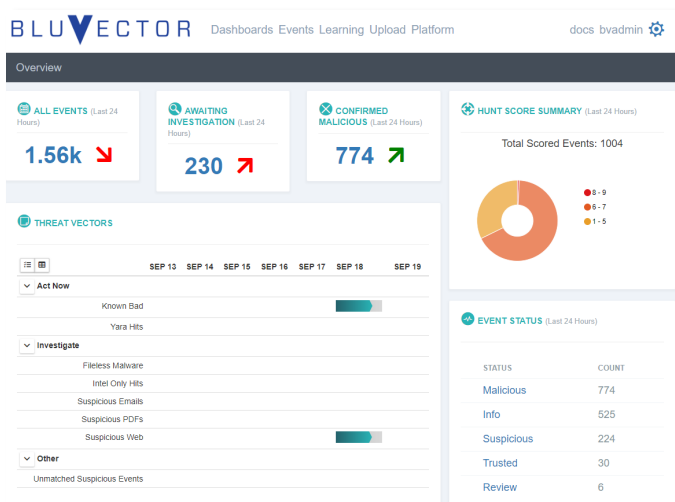 BLUVECTOR Dashboards Events Learning Upload Platform docs bvadmin
Overview
ALL EVENTS (Last 24
Hours)
1.56k
AWAITING
INVESTIGATION (Last 24
Hours)
230
CONFIRMED
MALICIOUS (Last 24 Hours)
774
HUNT SCORE SUMMARY (Last 24 Hours)
Total Scored Events: 1004
8 - 9
6 - 7
1 - 5
THREAT VECTORS
SEP 13 SEP 14 SEP 15 SEP 16 SEP 17 SEP 18 SEP 19
Act Now
Known Bad
Yara Hits
Investigate
Fileless Malware
Intel Only Hits
Suspicious Emails
Suspicious PDFs
Suspicious Web
Other
Unmatched Suspicious Events
EVENT STATUS (Last 24 Hours)
STATUS COUNT
Malicious 774
Info 525
Suspicious 224
Trusted 30
Review 6